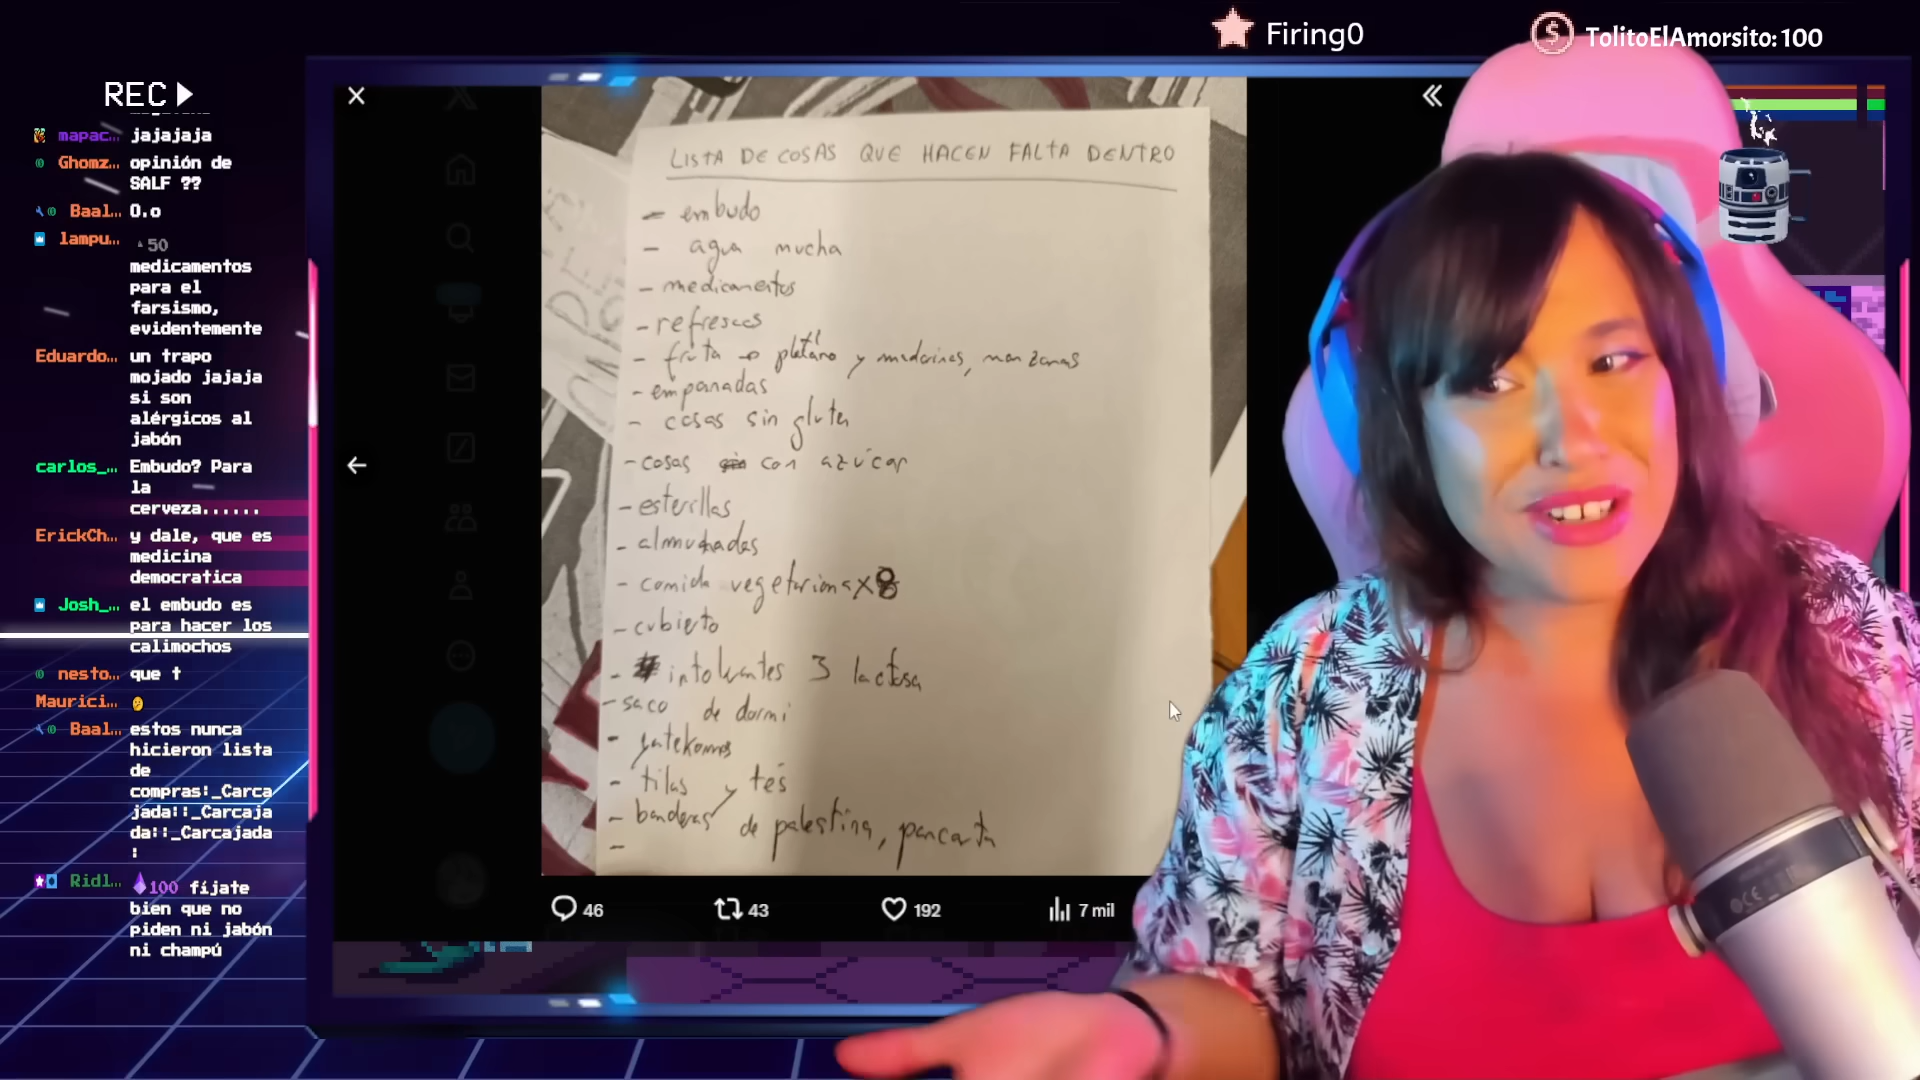 Firing0
TolitoElAmorsito: 100
REC
mapac... jajajaja
Ghomz... opinión de
SALF ??
Baal... O.o
lampu... 50
medicamentos
para el
farsismo,
evidentemente
Eduardo... un trapo
mojado jajaja
si son
alérgicos al
jabón
carlos_... Embudo? Para
la
cerveza......
ErickCh... y dale, que es
medicina
democratica
Josh_... el embudo es
para hacer los
calimochos
nesto... que †
Maurici...
Baal... estos nunca
hicieron lista
de
compras:_Carca
jada::_Carcaja
da::_Carcajada
:
Ridl... 100 fíjate
bien que no
piden ni jabón
ni champú
LISTA DE COSAS QUE HACEN FALTA DENTRO
- embudo
- agua mucha
- medicamentos
- refrescos
- fruta → plátano y mandarinas, manzanas
- empanadas
- cosas sin gluten
- cosas sin con azúcar
- esterillas
- almohadas
- comida vegetariana x8
- cubierto
- intolerantes 3 lactosa
- saco de dormi
-
- tilas y tés
- banderas de palestina, pancarta
-
46 43 192 7 mil